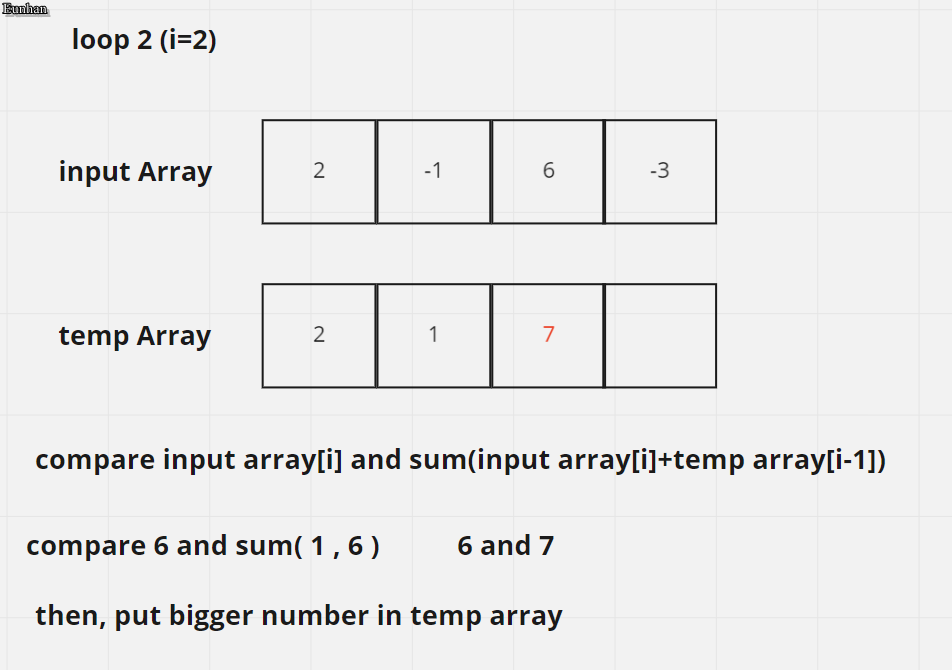 Eunhan
loop 2 (i=2)
input Array 2 -1 6 -3
temp Array 2 1 7
compare input array[i] and sum(input array[i]+temp array[i-1])
compare 6 and sum( 1 , 6 ) 6 and 7
then, put bigger number in temp array